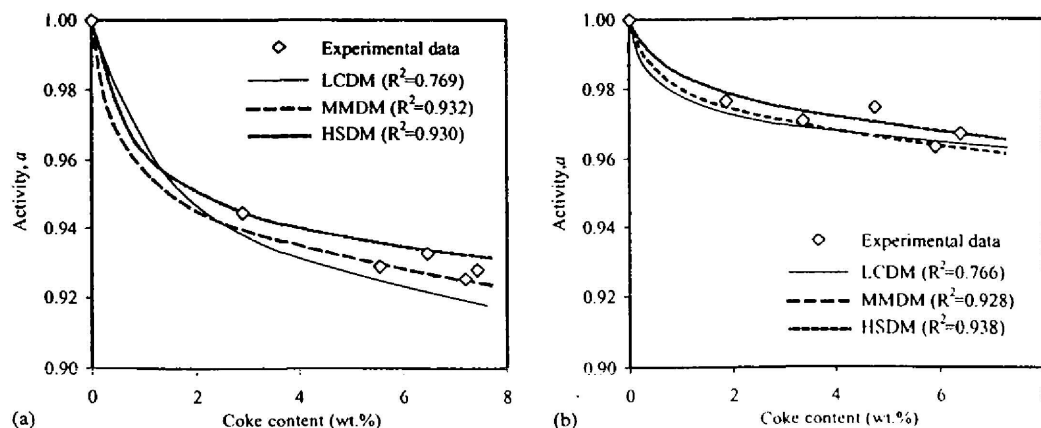 1.00
0.98
0.96
0.94
0.92
0.90
Activity, a
Experimental data
LCDM (R²=0.769)
MMDM (R²=0.932)
HSDM (R²=0.930)
0 2 4 6 8
(a) Coke content (wt.%)
1.00
0.98
0.96
0.94
0.92
0.90
Activity,a
Experimental data
LCDM (R²=0.766)
MMDM (R²=0.928)
HSDM (R²=0.938)
0 2 4 6 8
(b) Coke content (wt.%)